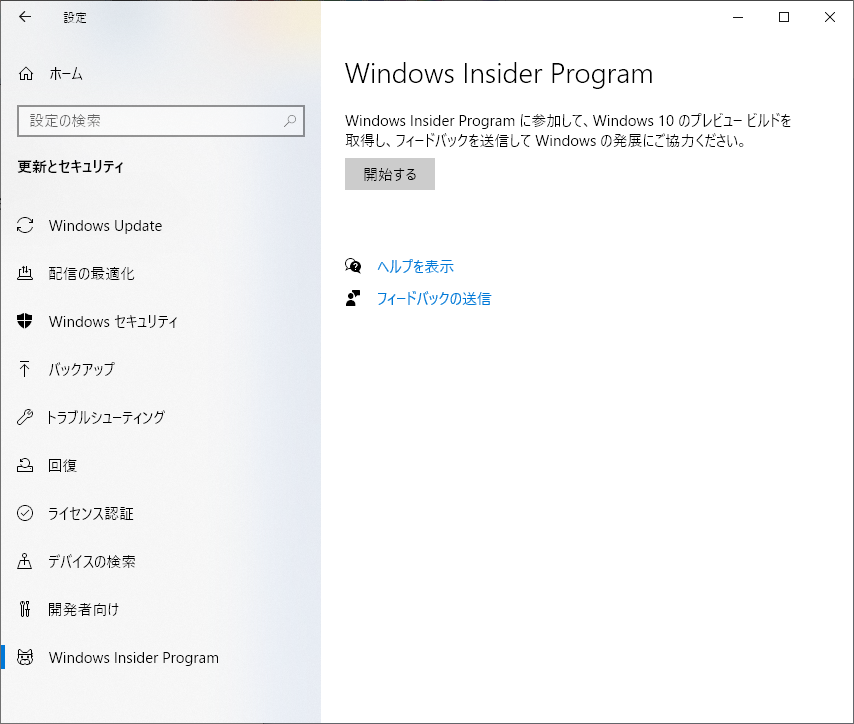 設定
ホーム
設定の検索
更新とセキュリティ
Windows Update
配信の最適化
Windows セキュリティ
バックアップ
トラブルシューティング
回復
ライセンス認証
デバイスの検索
開発者向け
Windows Insider Program
Windows Insider Program
Windows Insider Program に参加して、Windows 10 のプレビュー ビルドを
取得し、フィードバックを送信して Windows の発展にご協力ください。
開始する
ヘルプを表示
フィードバックの送信